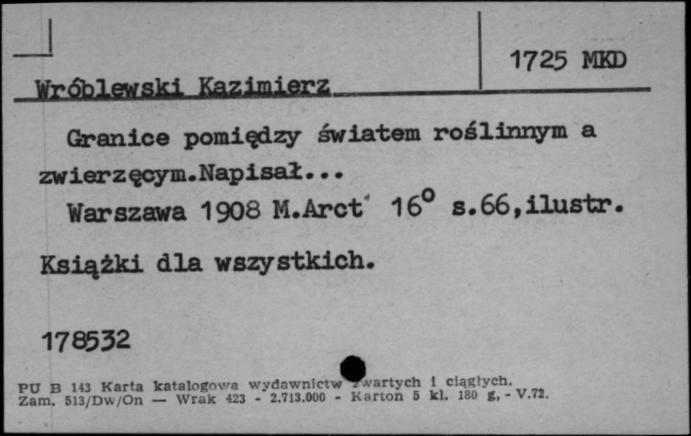 1725 MKD
Wróblewski Kazimierz
Granice pomiędzy światem roślinnym a
zwierzęcym.Napisał...
Warszawa 1908 M.Arct 16⁰ s.66,ilustr.
Książki dla wszystkich.
178532
PU B 143 Karta katalogowa wydawnictw zwartych i ciągłych.
Zam. 513/Dw/On — Wrak 423 - 2.713.000 - Karton 5 kl. 180 g, - V.72.